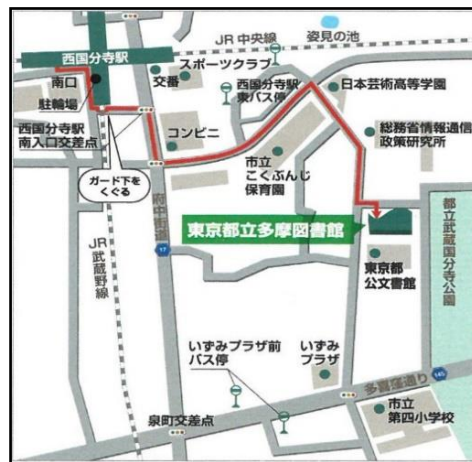 JR 中央線
姿見の池
西国分寺駅
スポーツクラブ
交番
南口
駐輪場
西国分寺駅
東バス停
日本芸術高等学園
西国分寺駅
南入口交差点
コンビニ
総務省情報通信
政策研究所
市立
こくぶんじ
保育園
ガード下を
くぐる
府中街道
17
東京都立多摩図書館
都立武蔵国分寺公園
JR 武蔵野線
東京都
公文書館
いずみプラザ前
バス停
いずみ
プラザ
多喜窪通り
145
泉町交差点
市立
第四小学校